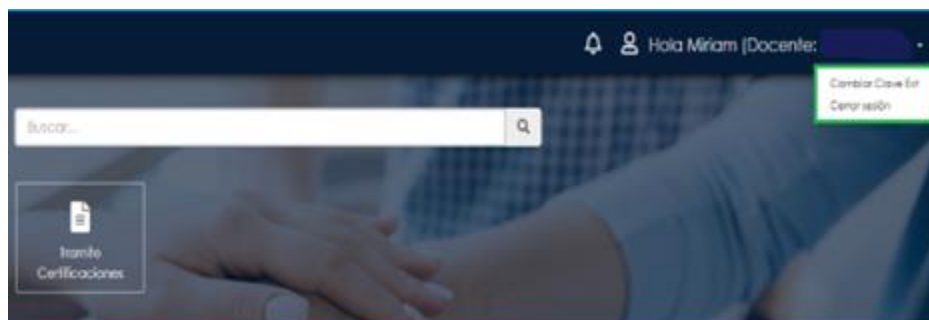 Hola Miriam (Docente:
Cambiar Clave Ext
Cerrar sesión
Buscar...
Tramite
Certificaciones